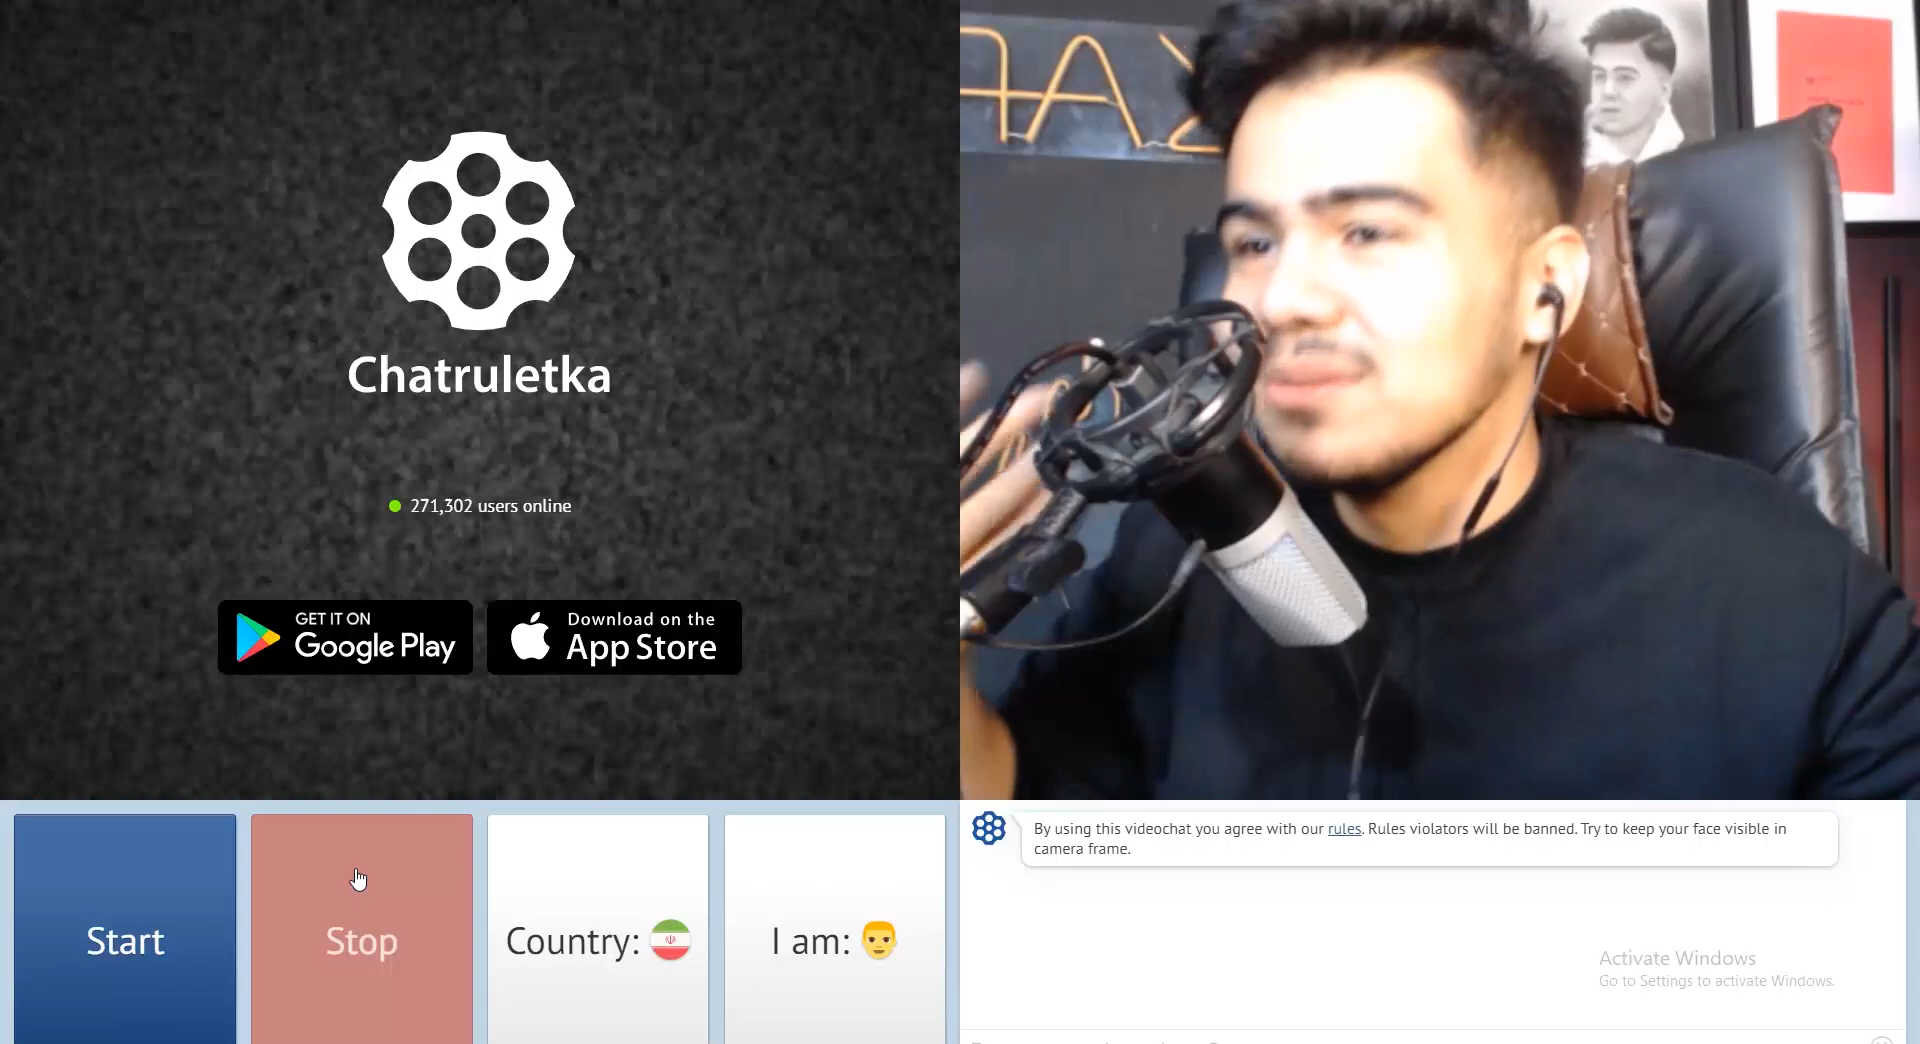 Chatruletka
271,302 users online
GET IT ON
Google Play
Download on the
App Store
Start
Stop
Country:
I am:
By using this videochat you agree with our rules. Rules violators will be banned. Try to keep your face visible in
camera frame.
Activate Windows
Go to Settings to activate Windows.